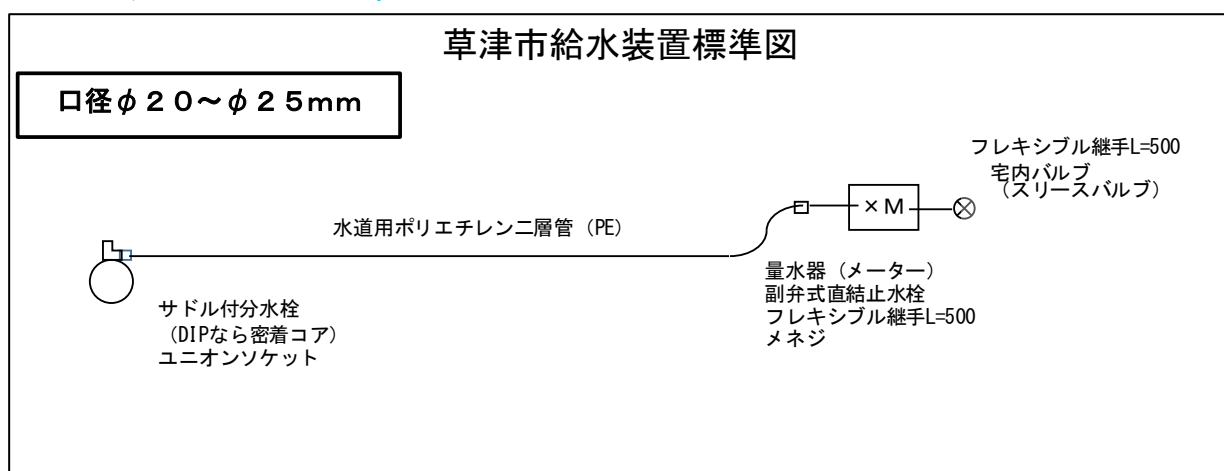 草津市給水装置標準図
口径φ20～φ25mm
フレキシブル継手L=500
宅内バルブ
（スリースバルブ）
×M
水道用ポリエチレン二層管（PE）
サドル付分水栓
（DIPなら密着コア）
ユニオンソケット
量水器（メーター）
副弁式直結止水栓
フレキシブル継手L=500
メネジ